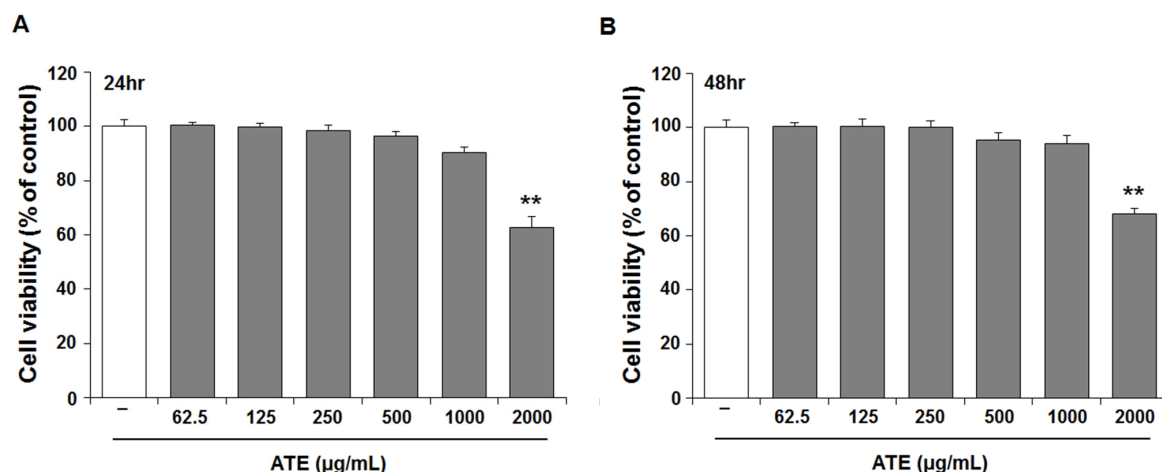 A
24hr
Cell viability (% of control)
120
100
80
60
40
20
0
**
– 62.5 125 250 500 1000 2000
ATE (µg/mL)
B
48hr
Cell viability (% of control)
120
100
80
60
40
20
0
**
– 62.5 125 250 500 1000 2000
ATE (µg/mL)